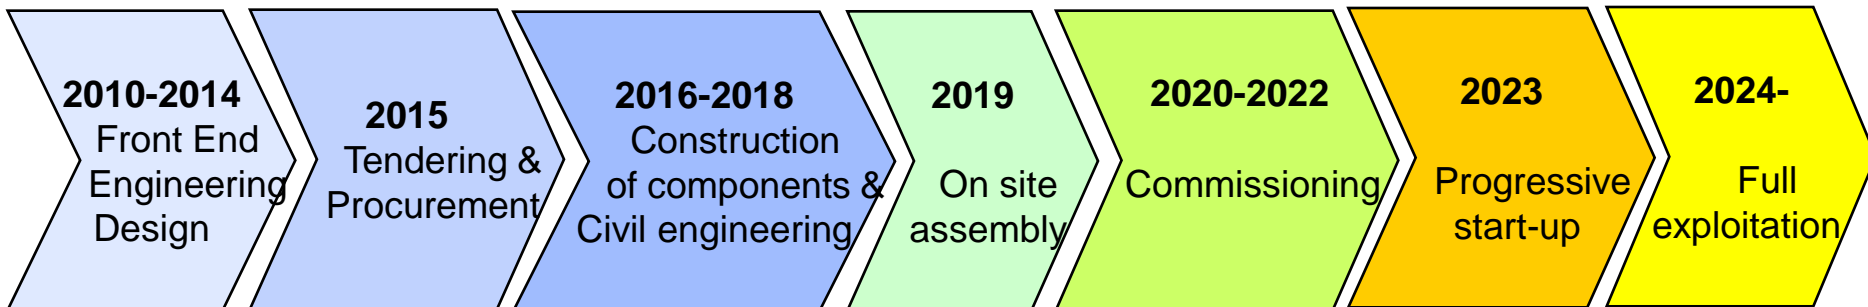 2010-2014
Front End
Engineering
Design
2015
Tendering &
Procurement
2016-2018
Construction
of components &
Civil engineering
2019
On site
assembly
2020-2022
Commissioning
2023
Progressive
start-up
2024-
Full
exploitation